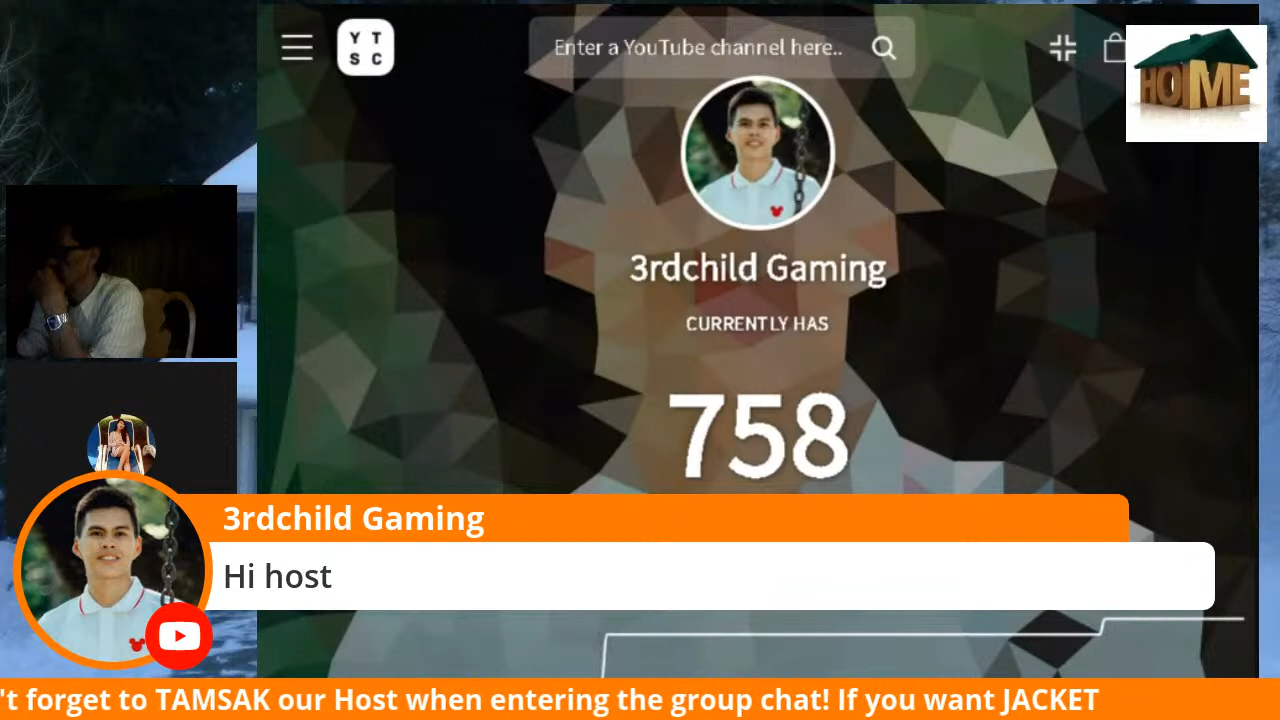 Y T
S C
Enter a YouTube channel here..
HOME
3rdchild Gaming
CURRENTLY HAS
758
3rdchild Gaming
Hi host
't forget to TAMSAK our Host when entering the group chat! If you want JACKET